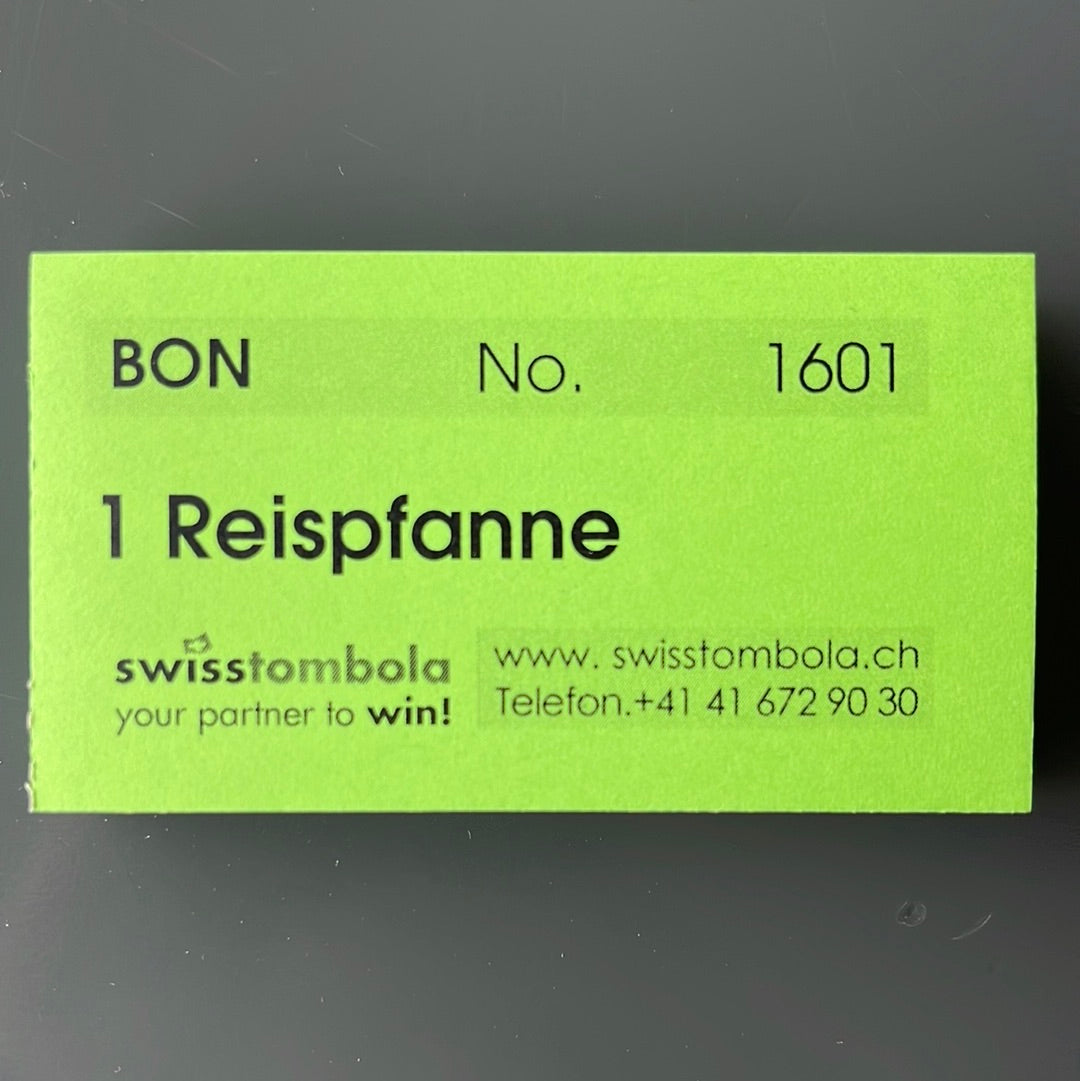 BON No. 1601
1 Reispfanne
swisstombola
your partner to win!
www. swisstombola.ch
Telefon.+41 41 672 90 30